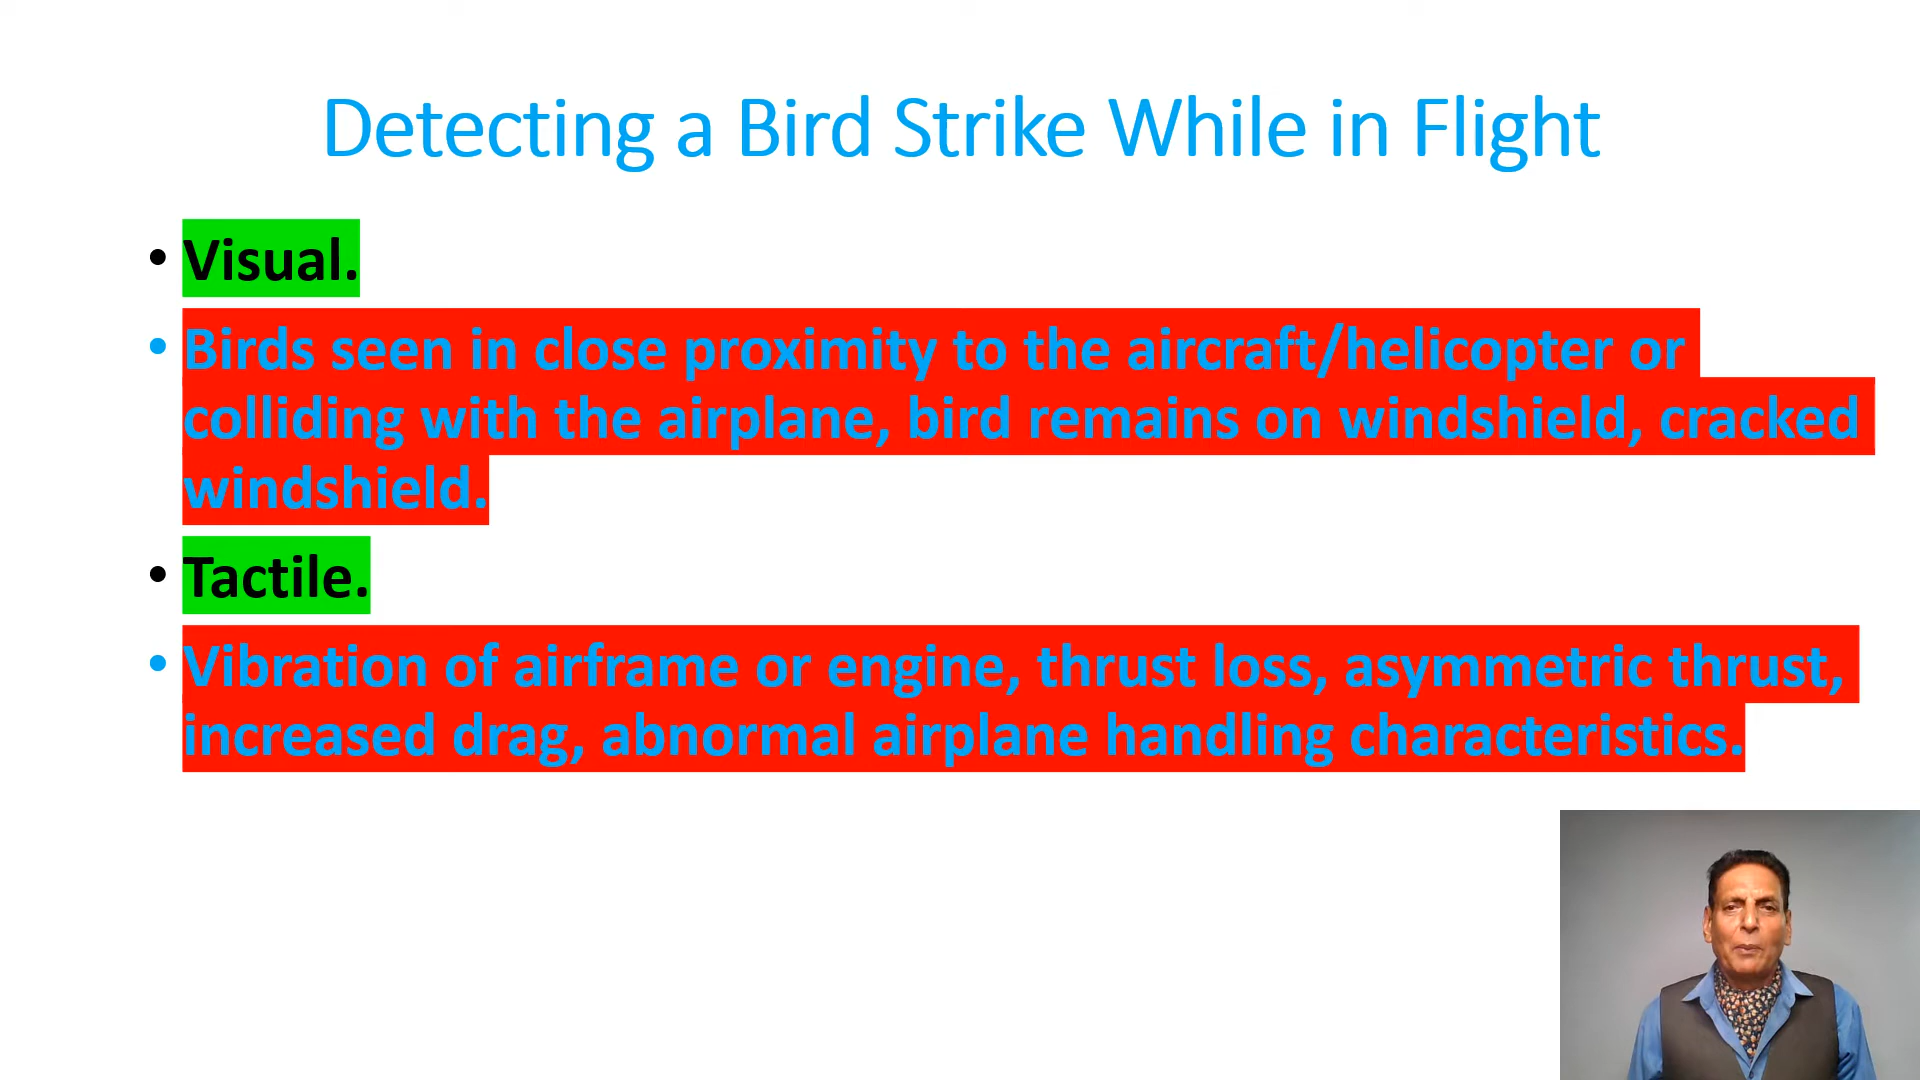 Detecting a Bird Strike While in Flight
• Visual.
• Birds seen in close proximity to the aircraft/helicopter or
colliding with the airplane, bird remains on windshield, cracked
windshield.
• Tactile.
• Vibration of airframe or engine, thrust loss, asymmetric thrust,
increased drag, abnormal airplane handling characteristics.